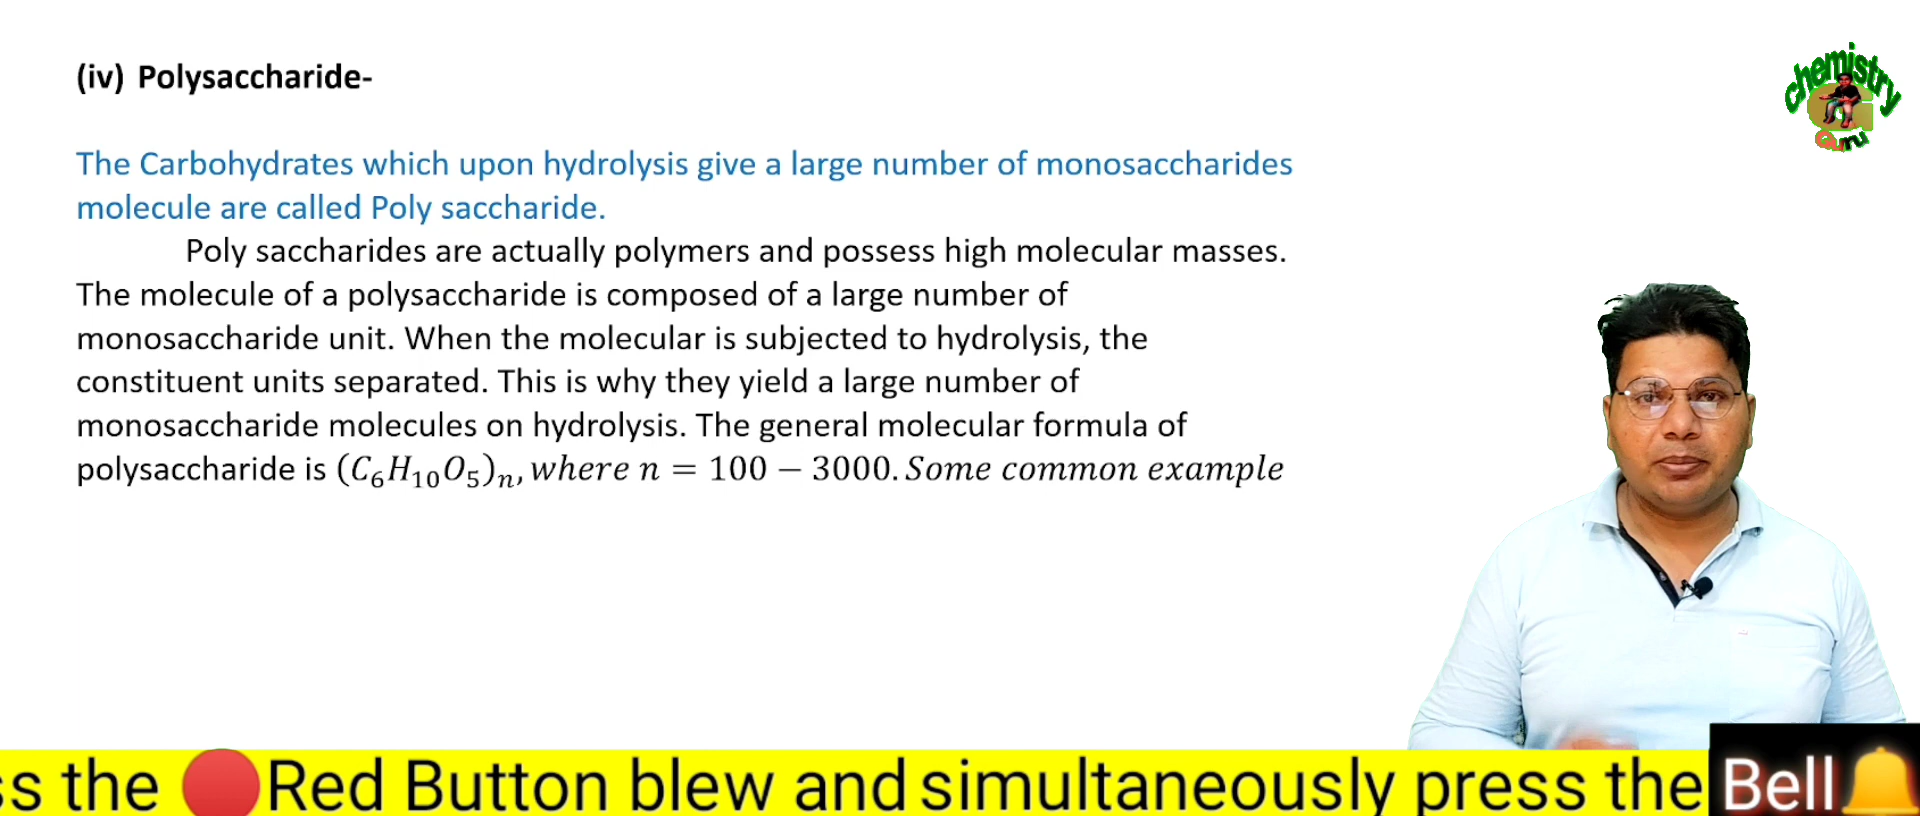 (iv) Polysaccharide-
chemistry
G
Guru
The Carbohydrates which upon hydrolysis give a large number of monosaccharides
molecule are called Poly saccharide.
Poly saccharides are actually polymers and possess high molecular masses.
The molecule of a polysaccharide is composed of a large number of
monosaccharide unit. When the molecular is subjected to hydrolysis, the
constituent units separated. This is why they yield a large number of
monosaccharide molecules on hydrolysis. The general molecular formula of
polysaccharide is (C₆H₁₀O₅)ₙ, where n = 100 − 3000. Some common example
ss the 🔴Red Button blew and simultaneously press the Bell🔔